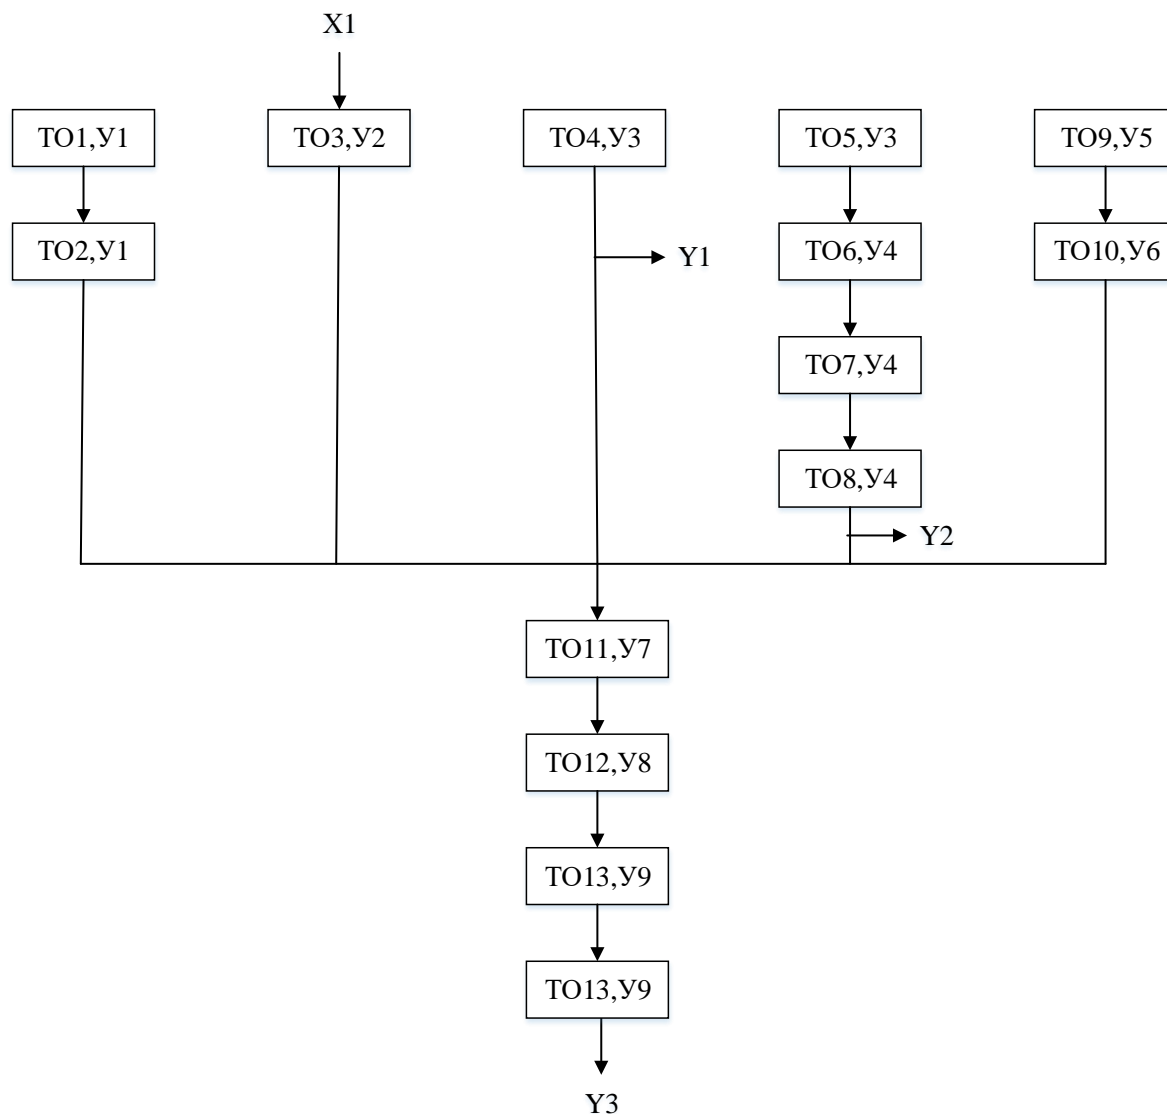 X1
ТО1,У1
ТО3,У2
ТО4,У3
ТО5,У3
ТО9,У5
ТО2,У1
Y1
ТО6,У4
ТО10,У6
ТО7,У4
ТО8,У4
Y2
ТО11,У7
ТО12,У8
ТО13,У9
ТО13,У9
Y3